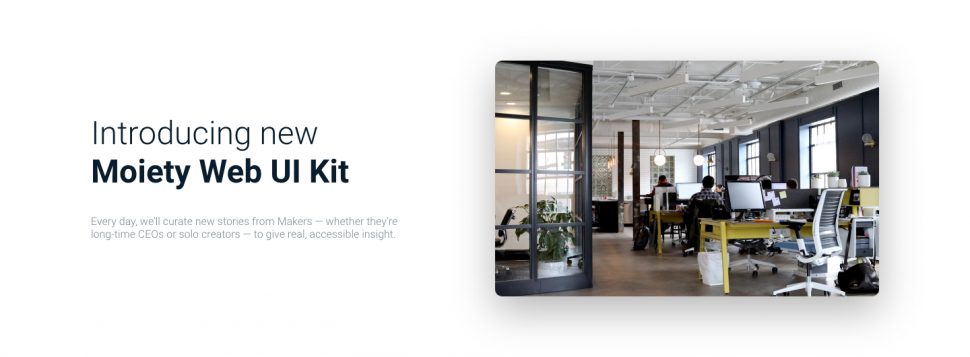 Introducing new
Moiety Web UI Kit
Every day, we'll curate new stories from Makers — whether they're
long-time CEOs or solo creators — to give real, accessible insight.